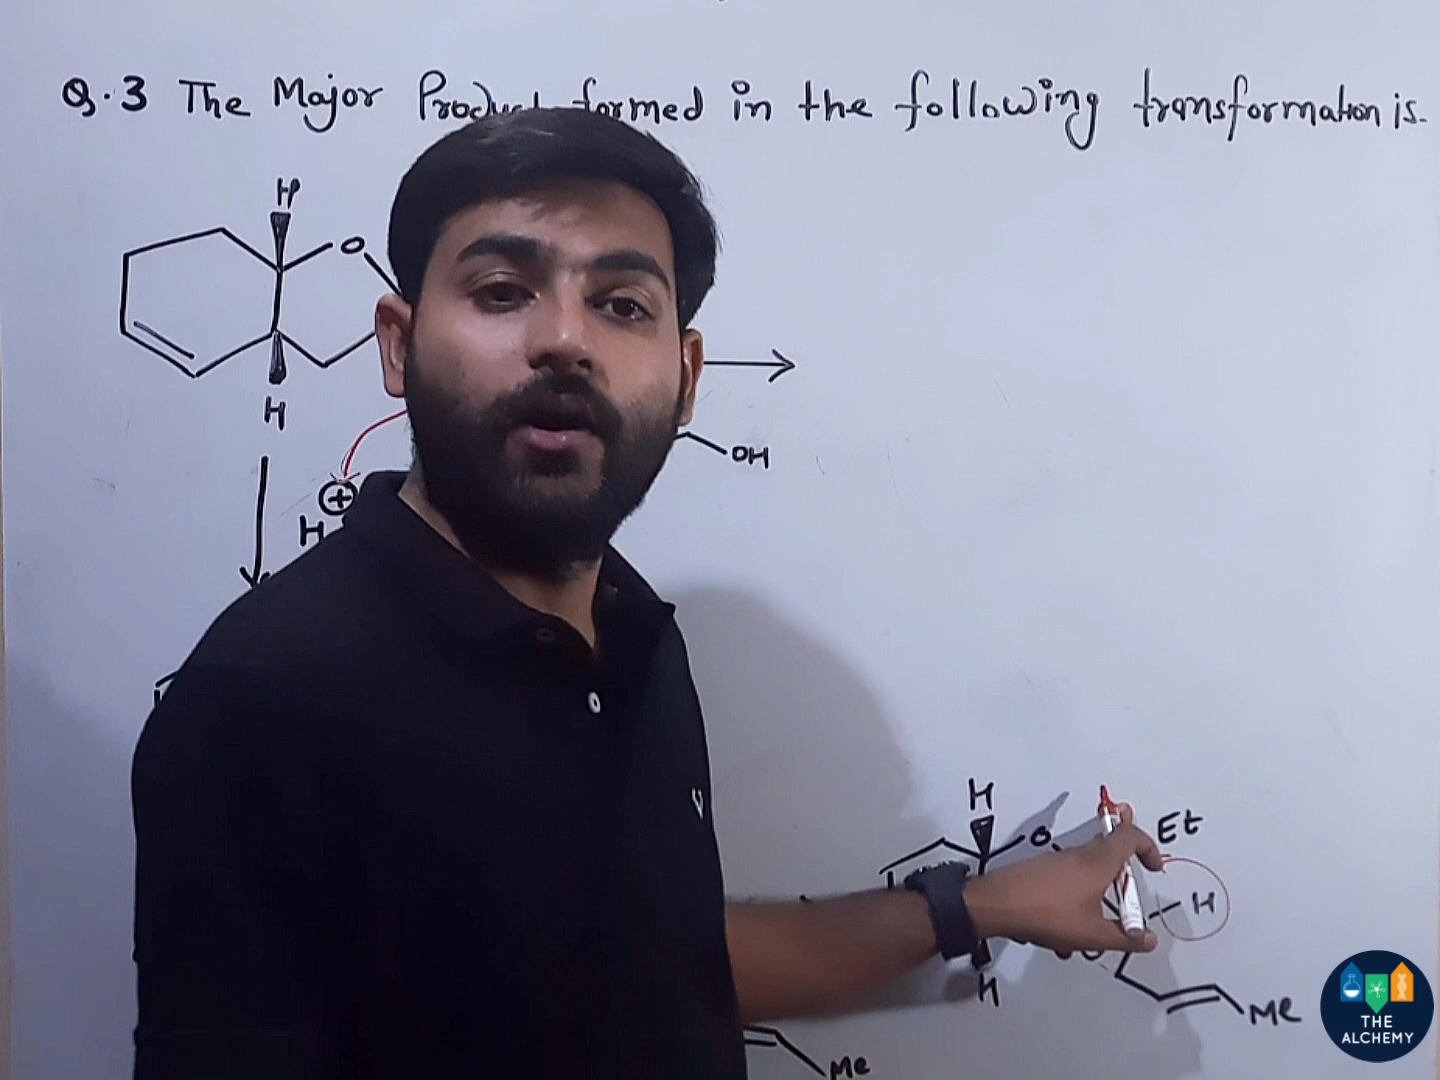 Q.3 The Major Product formed in the following transformation is.
H
O
H
OH
⊕
H
H
O
Et
H
H
Me
Me
THE
ALCHEMY